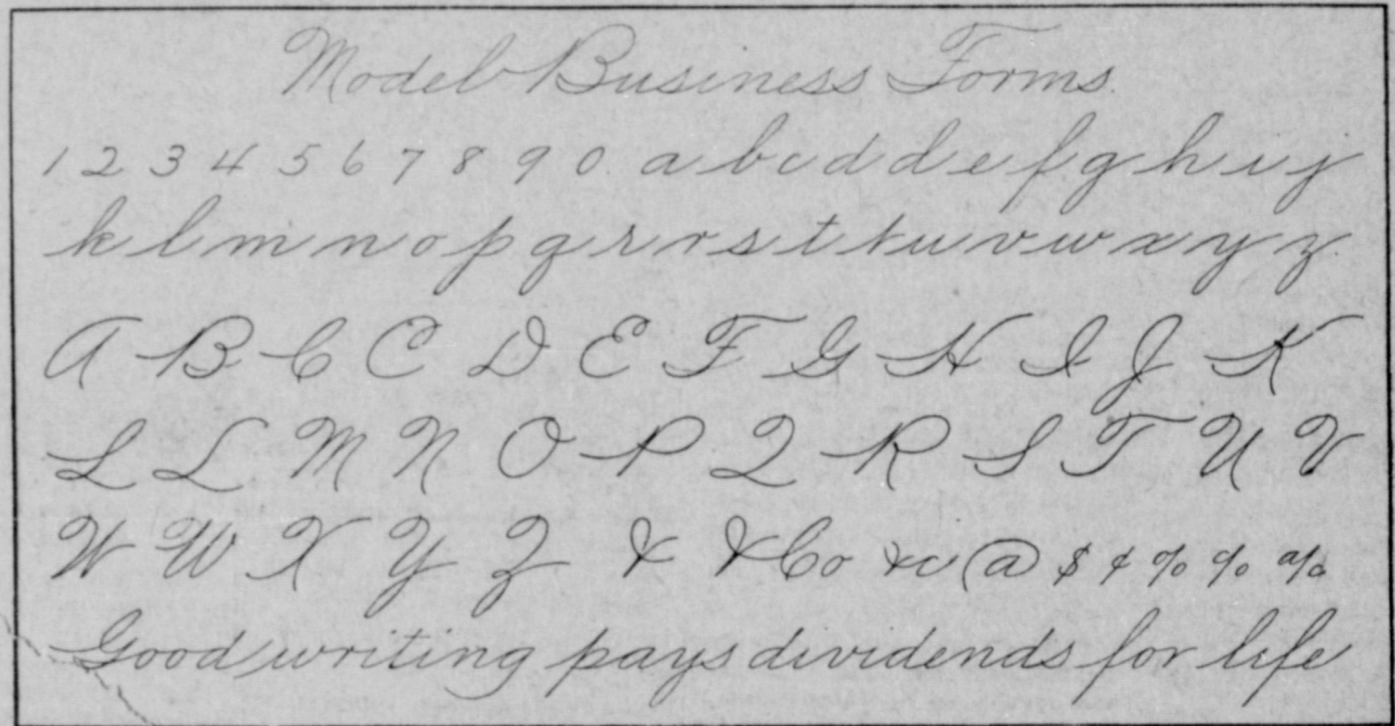 Model Business Forms.
1 2 3 4 5 6 7 8 9 0. a b c d d e f g h i j
k l m n o p q r r s t t u v w x y z.
A B C C D E F G H I J K
L L M N O P Q R S T U V
W W X Y Z & & Co &c @ $ ¢ % % a/c
Good writing pays dividends for life